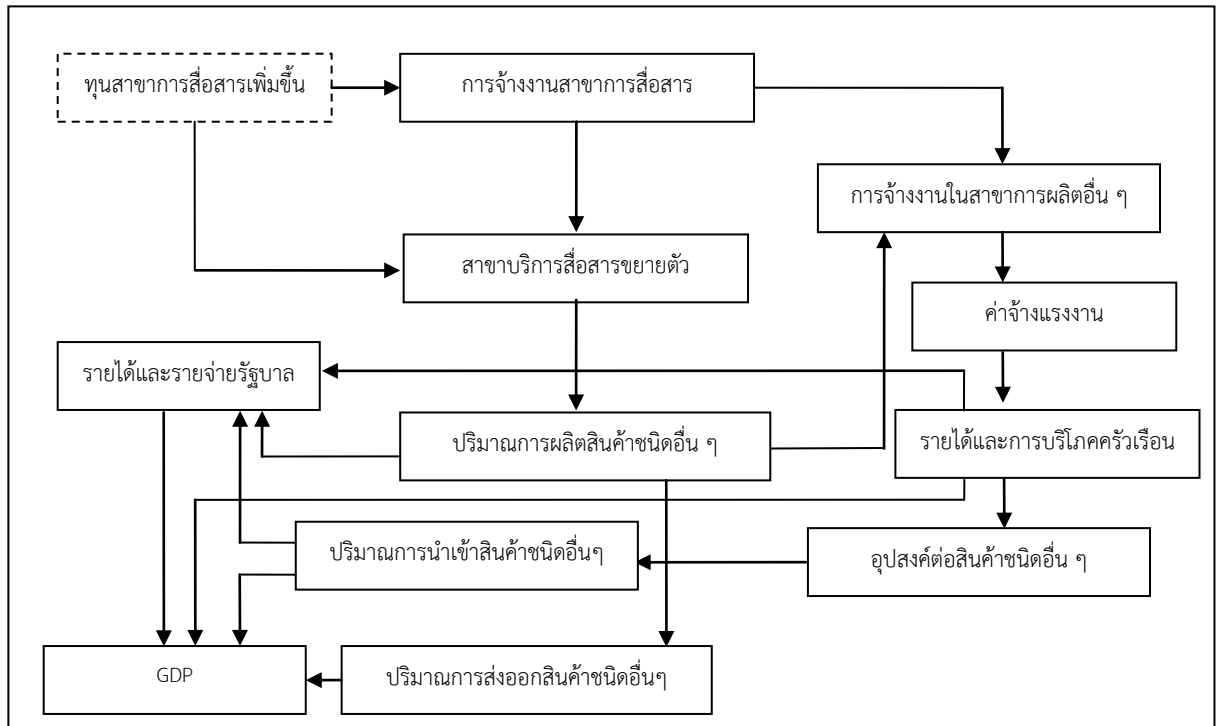 ทุนสาขาการสื่อสารเพิ่มขึ้น
การจ้างงานสาขาการสื่อสาร
การจ้างงานในสาขาการผลิตอื่น ๆ
สาขาบริการสื่อสารขยายตัว
ค่าจ้างแรงงาน
รายได้และรายจ่ายรัฐบาล
ปริมาณการผลิตสินค้าชนิดอื่น ๆ
รายได้และการบริโภคครัวเรือน
ปริมาณการนำเข้าสินค้าชนิดอื่นๆ
อุปสงค์ต่อสินค้าชนิดอื่น ๆ
GDP
ปริมาณการส่งออกสินค้าชนิดอื่นๆ